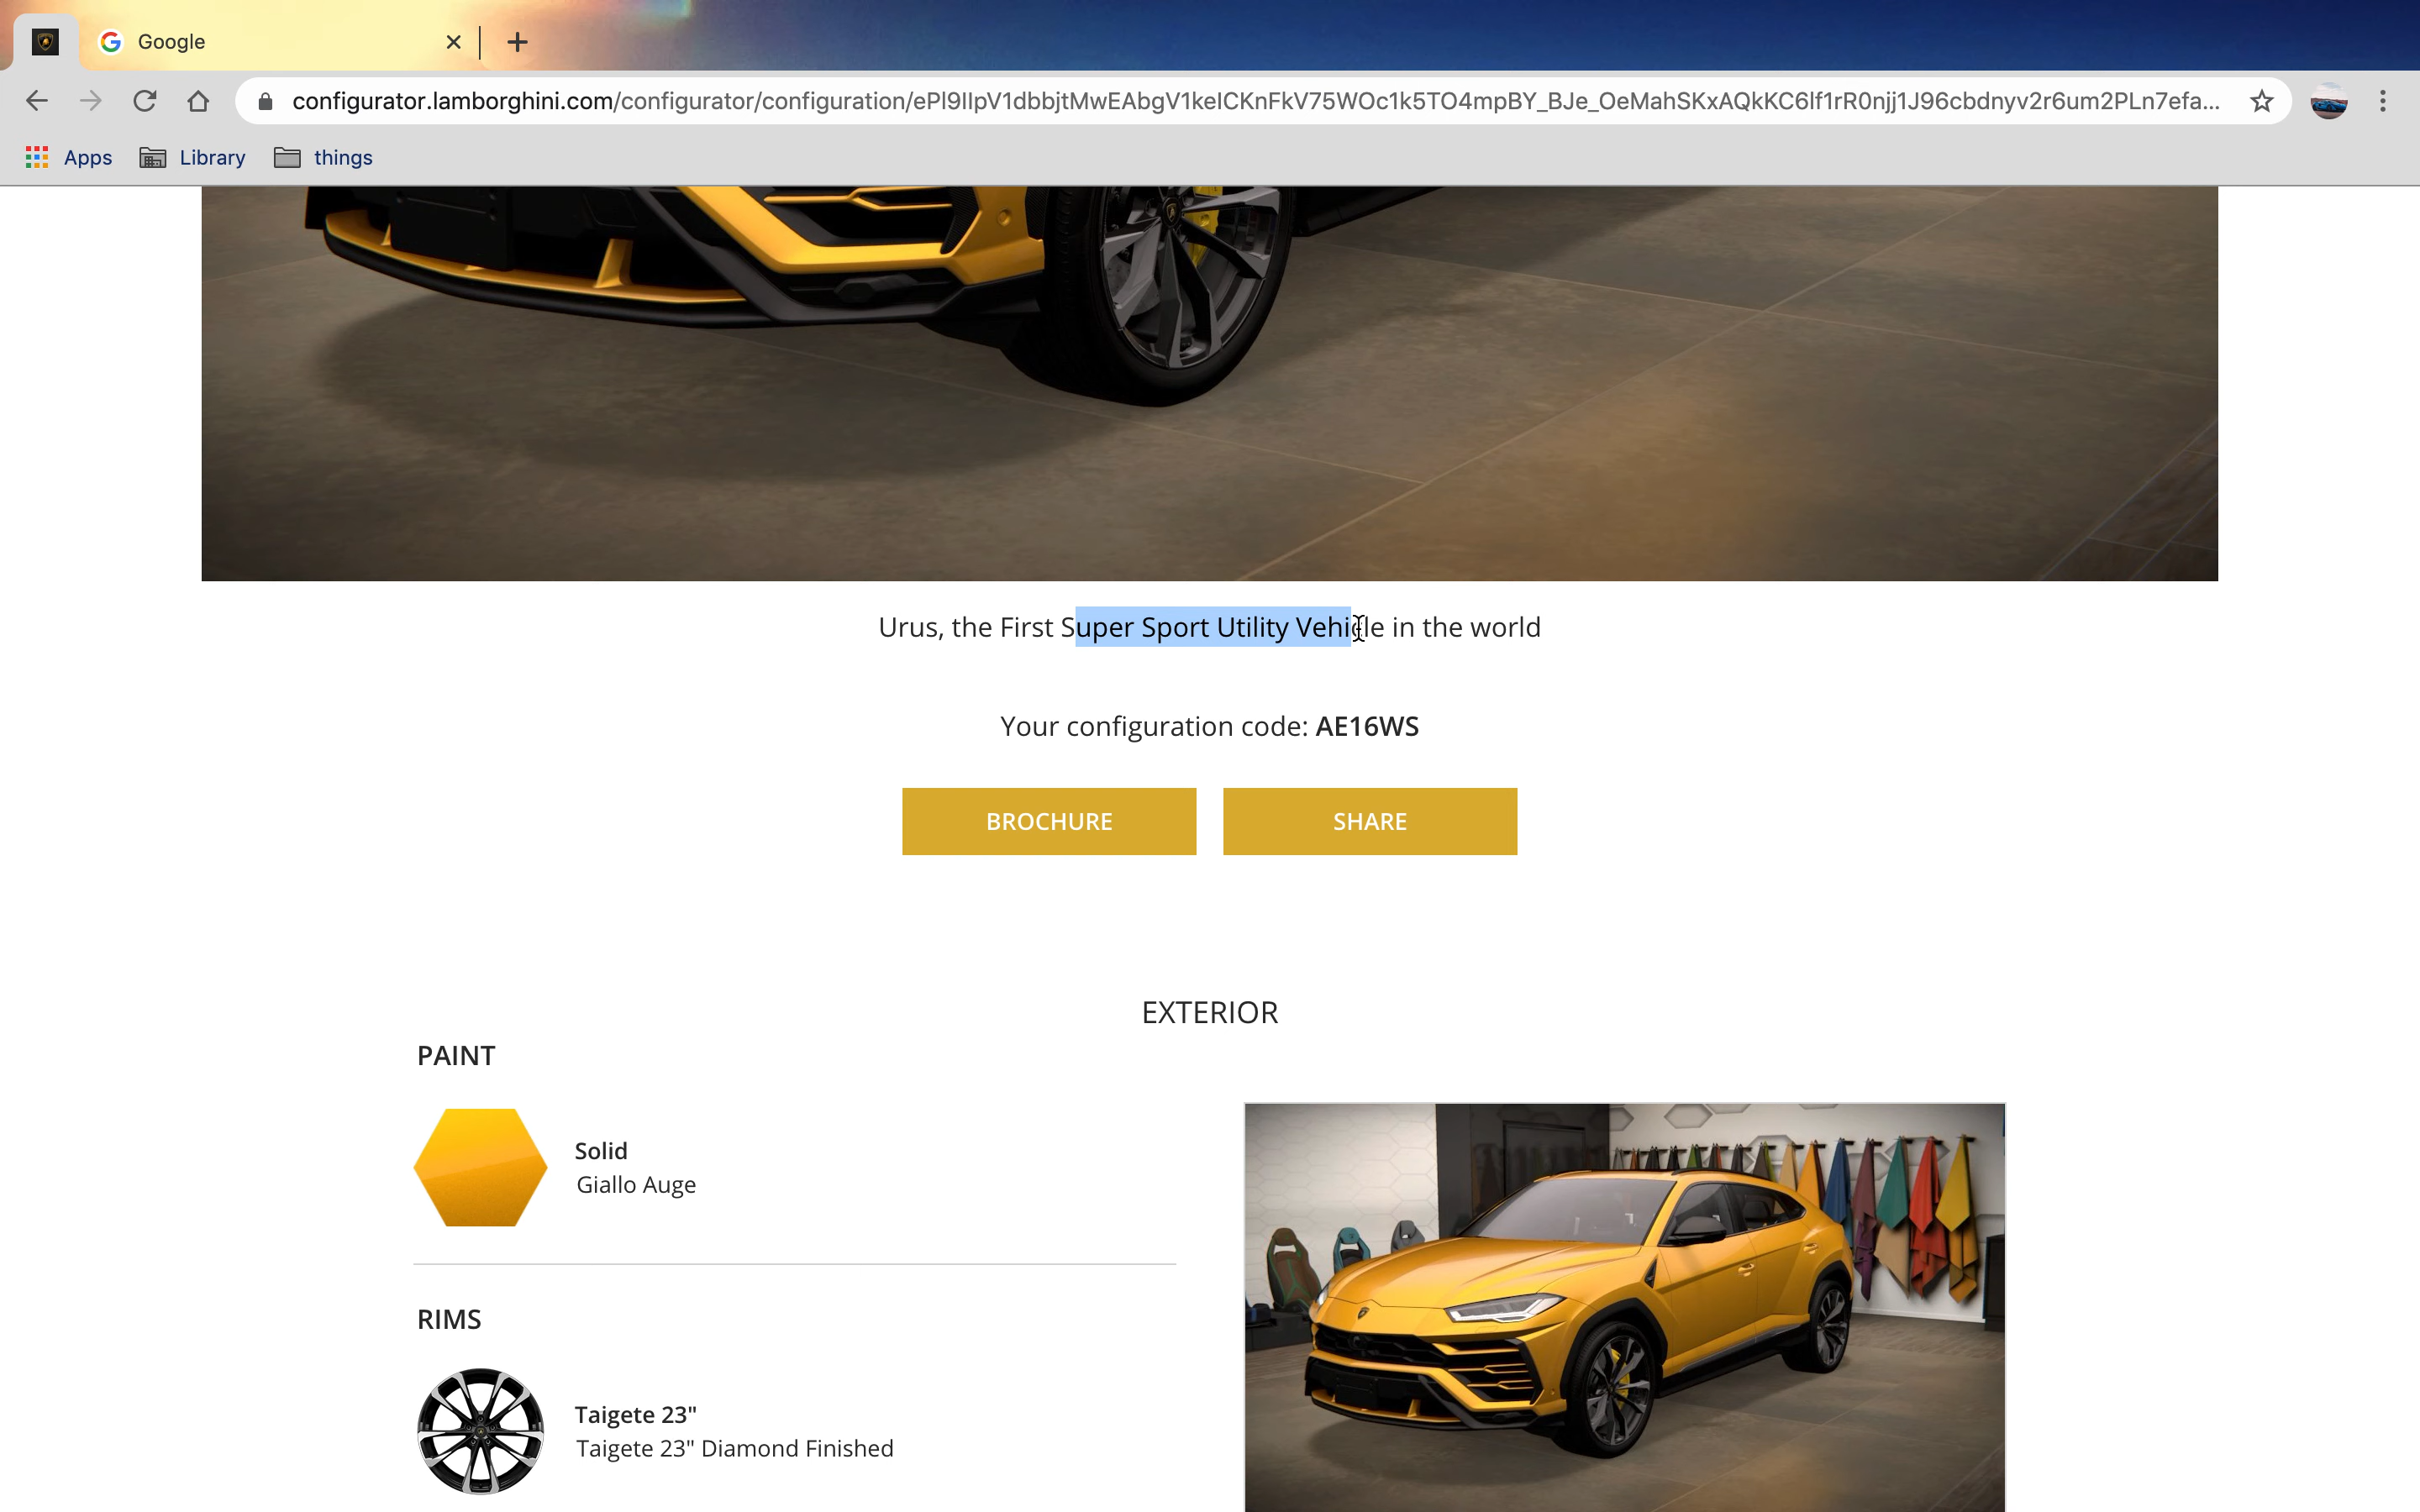 Google
configurator.lamborghini.com/configurator/configuration/ePl9IIpV1dbbjtMwEAbgV1keICKnFkV75WOc1k5TO4mpBY_BJe_OeMahSKxAQkKC6lf1rR0njj1J96cbdnyv2r6um2PLn7efa...
Apps
Library
things
Urus, the First Super Sport Utility Vehicle in the world
Your configuration code: AE16WS
BROCHURE
SHARE
EXTERIOR
PAINT
Solid
Giallo Auge
RIMS
Taigete 23"
Taigete 23" Diamond Finished